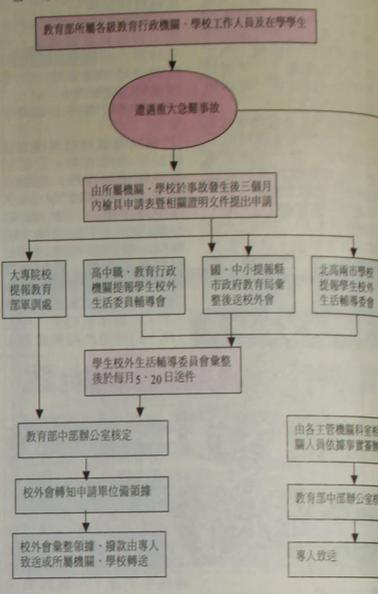 教育部所屬各級教育行政機關、學校工作人員及在學學生
遭遇重大急難事故
由所屬機關、學校於事故發生後三個月
內檢具申請表暨相關證明文件提出申請
大專院校
提報教育
部軍訓處
高中職、教育行政
機關提報學生校外
生活委員輔導會
國、中小提報縣
市政府教育局彙
整後送校外會
北高兩市學校
提報學生校外
生活輔導委會
學生校外生活輔導委員會彙整
後於每月5、20日送件
教育部中部辦公室核定
由各主管機關科室
關人員依據事實
校外會轉知申請單位備領據
教育部中部辦公室
校外會彙整領據、撥款由專人
致送或所屬機關、學校轉送
專人致送